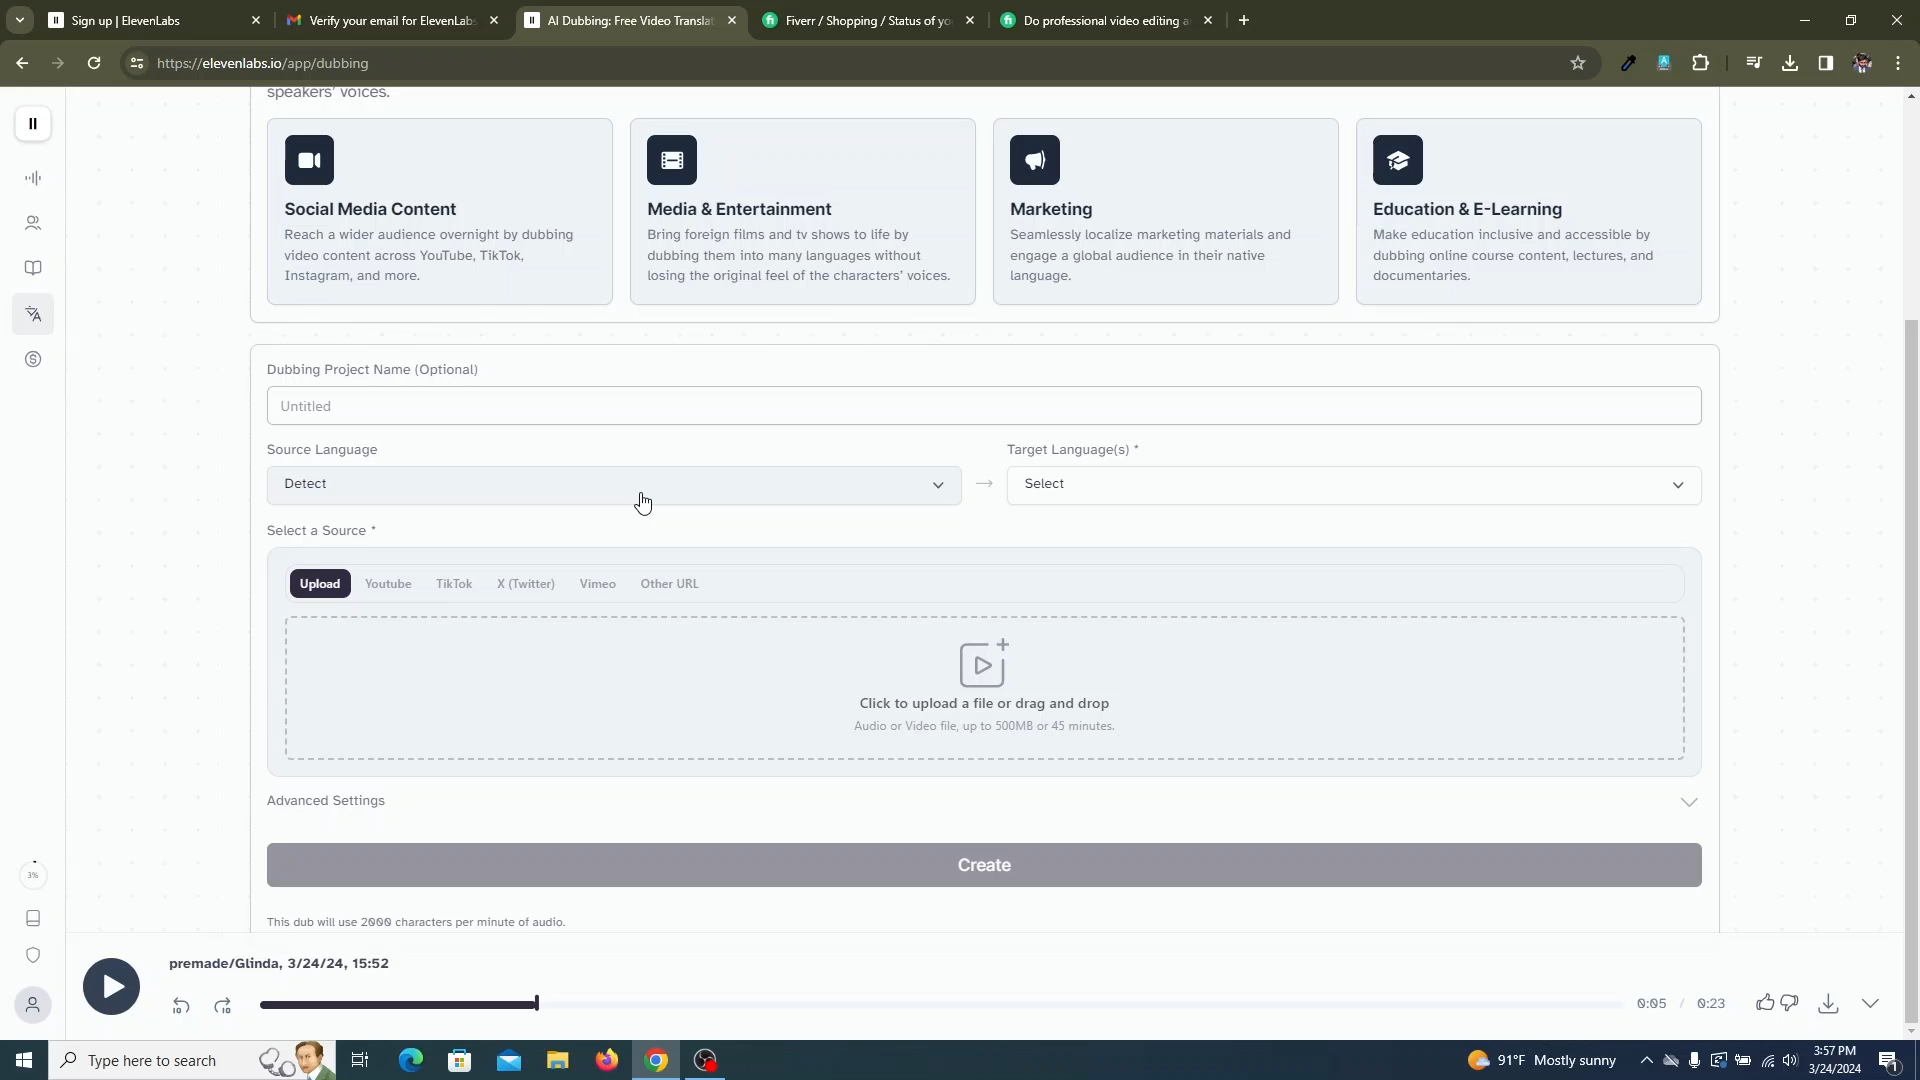 Sign up | ElevenLabs
Verify your email for ElevenLabs
AI Dubbing: Free Video Translat
Fiverr / Shopping / Status of yo
Do professional video editing a
https://elevenlabs.io/app/dubbing
speakers' voices.
Social Media Content
Reach a wider audience overnight by dubbing
video content across YouTube, TikTok,
Instagram, and more.
Media & Entertainment
Bring foreign films and tv shows to life by
dubbing them into many languages without
losing the original feel of the characters' voices.
Marketing
Seamlessly localize marketing materials and
engage a global audience in their native
language.
Education & E-Learning
Make education inclusive and accessible by
dubbing online course content, lectures, and
documentaries.
Dubbing Project Name (Optional)
Untitled
Source Language
Detect
Target Language(s) *
Select
Select a Source *
Upload Youtube TikTok X (Twitter) Vimeo Other URL
Click to upload a file or drag and drop
Audio or Video file, up to 500MB or 45 minutes.
Advanced Settings
Create
3%
This dub will use 2000 characters per minute of audio.
premade/Glinda, 3/24/24, 15:52
10 10
0:05 / 0:23
Type here to search
91°F Mostly sunny
3:57 PM
3/24/2024
1